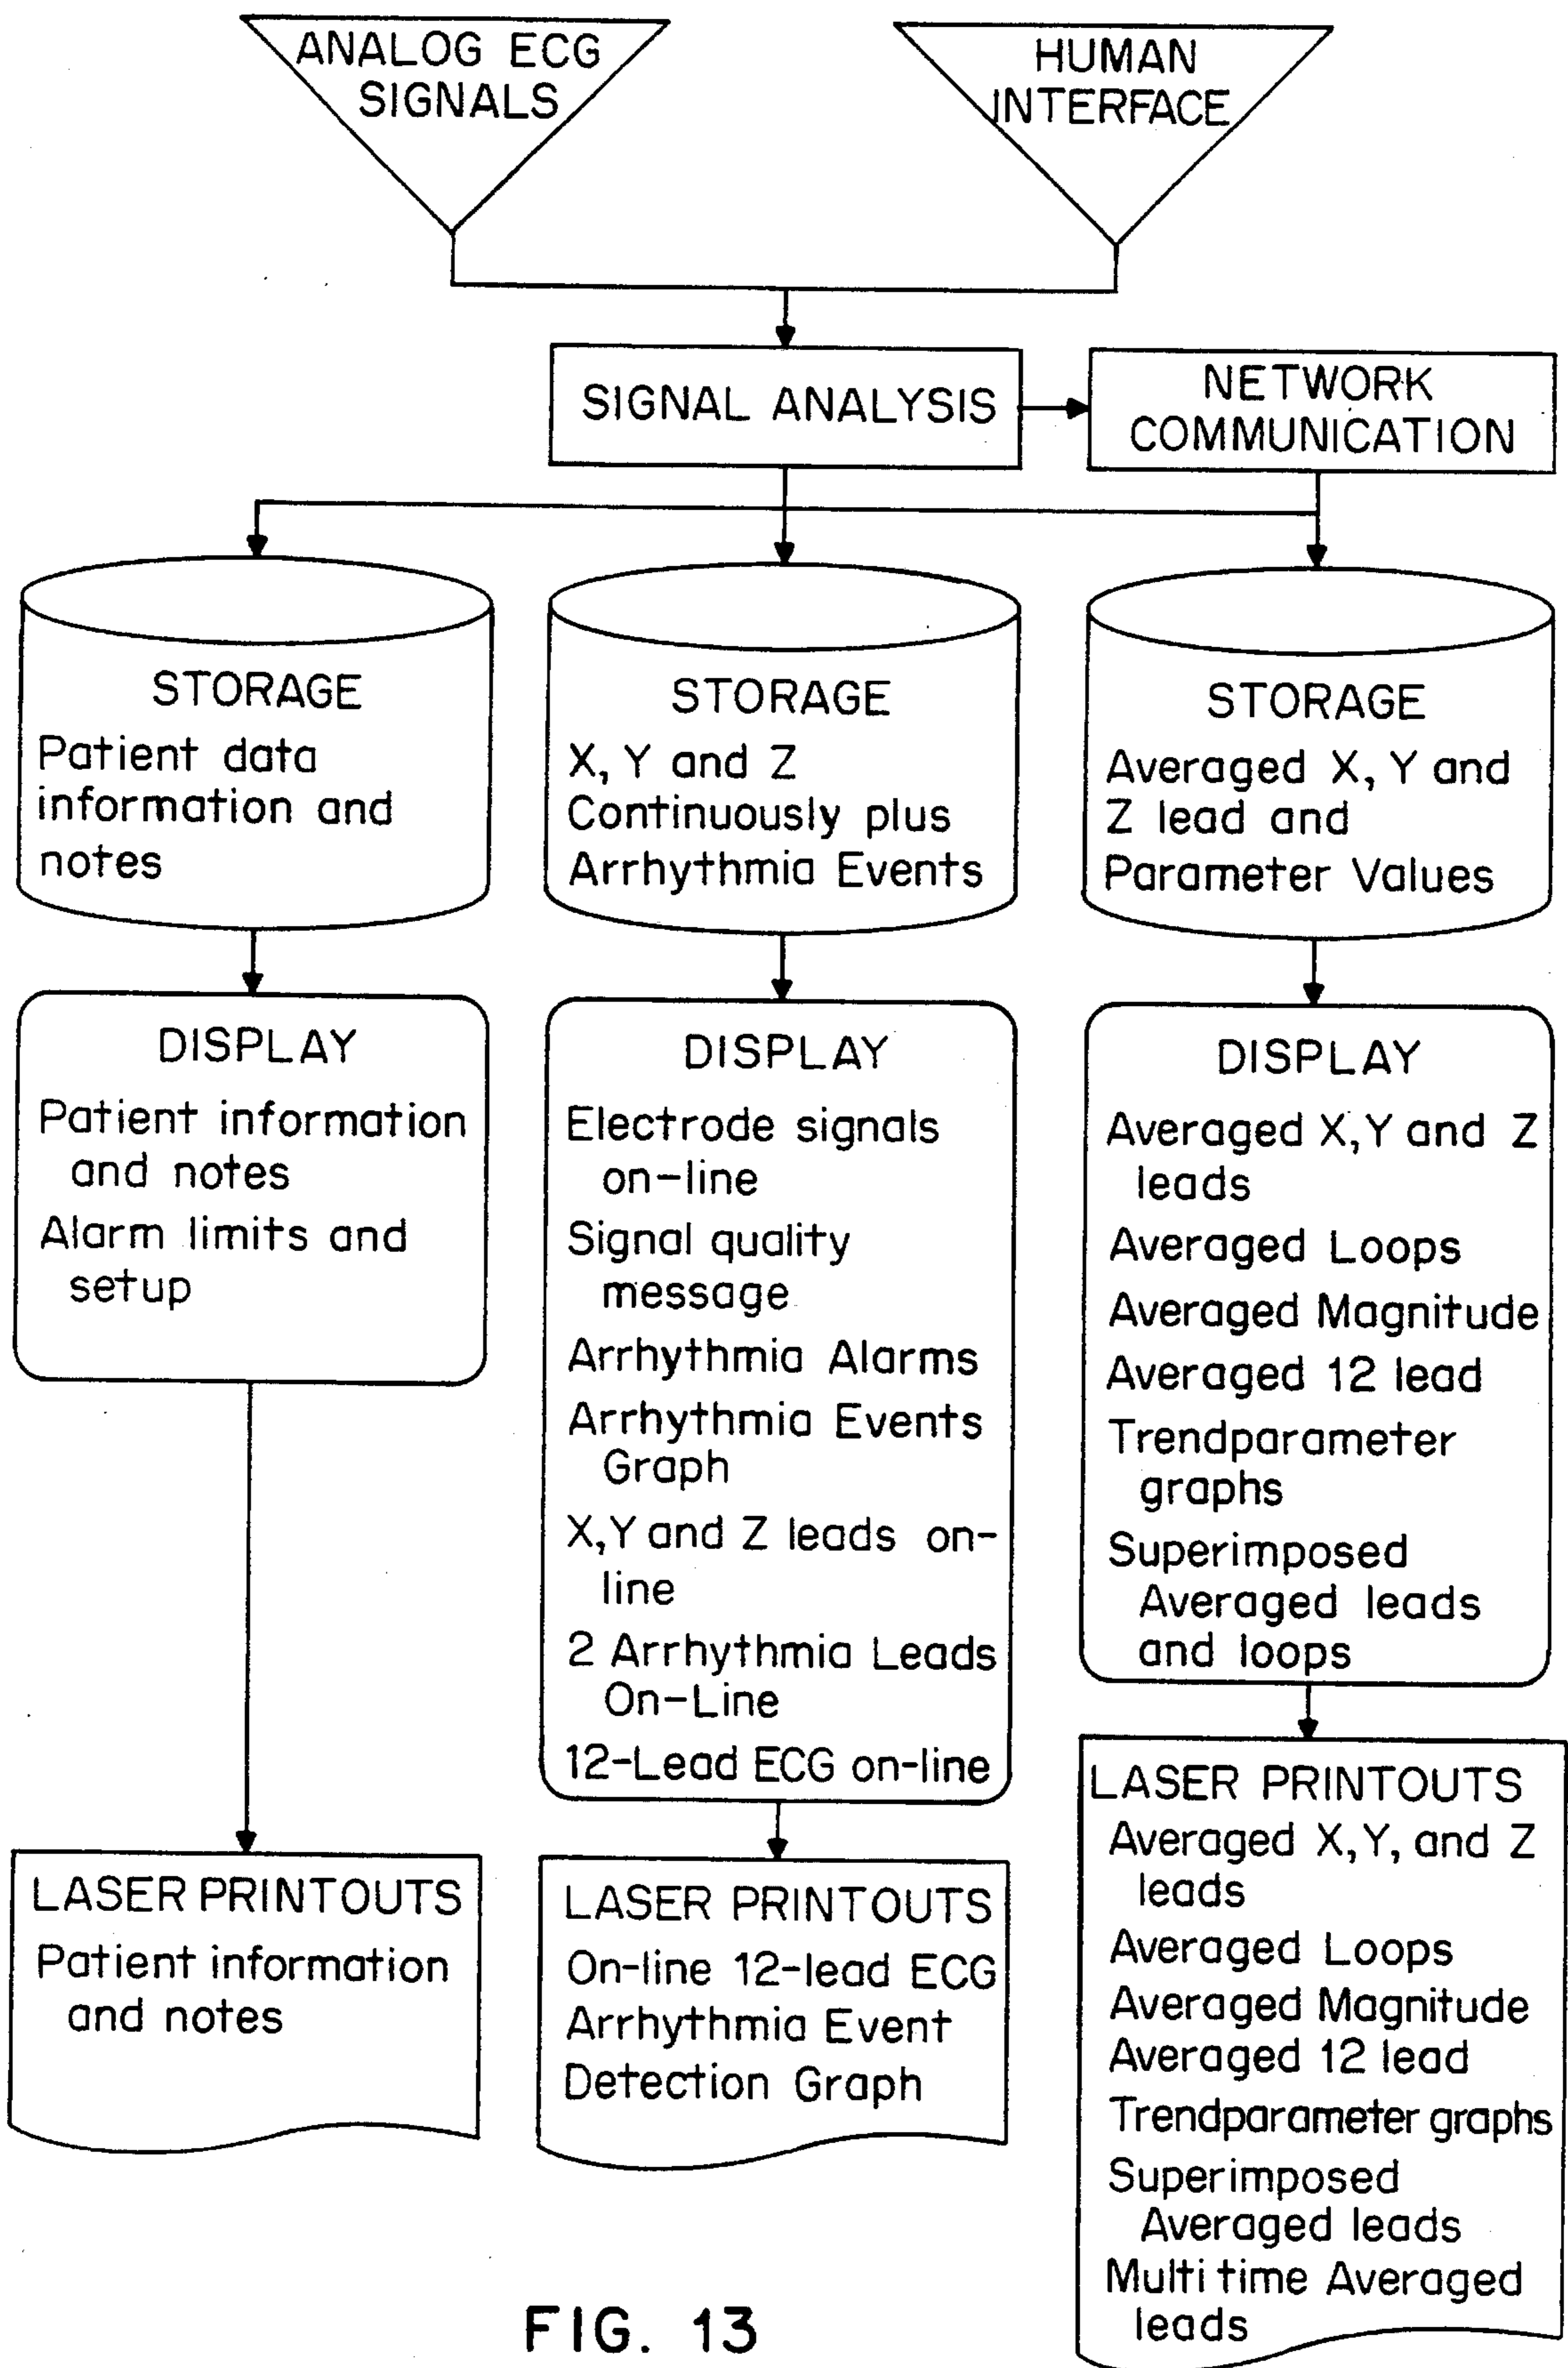 ANALOG ECG
SIGNALS
HUMAN
INTERFACE
SIGNAL ANALYSIS
NETWORK
COMMUNICATION
STORAGE
Patient data
information and
notes
STORAGE
X, Y and Z
Continuously plus
Arrhythmia Events
STORAGE
Averaged X, Y and
Z lead and
Parameter Values
DISPLAY
Patient information
and notes
Alarm limits and
setup
DISPLAY
Electrode signals
on-line
Signal quality
message
Arrhythmia Alarms
Arrhythmia Events
Graph
X,Y and Z leads on-
line
2 Arrhythmia Leads
On-Line
12-Lead ECG on-line
DISPLAY
Averaged X,Y and Z
leads
Averaged Loops
Averaged Magnitude
Averaged 12 lead
Trendparameter
graphs
Superimposed
Averaged leads
and loops
LASER PRINTOUTS
Patient information
and notes
LASER PRINTOUTS
On-line 12-lead ECG
Arrhythmia Event
Detection Graph
LASER PRINTOUTS
Averaged X,Y, and Z
leads
Averaged Loops
Averaged Magnitude
Averaged 12 lead
Trendparameter graphs
Superimposed
Averaged leads
Multi time Averaged
leads
FIG. 13